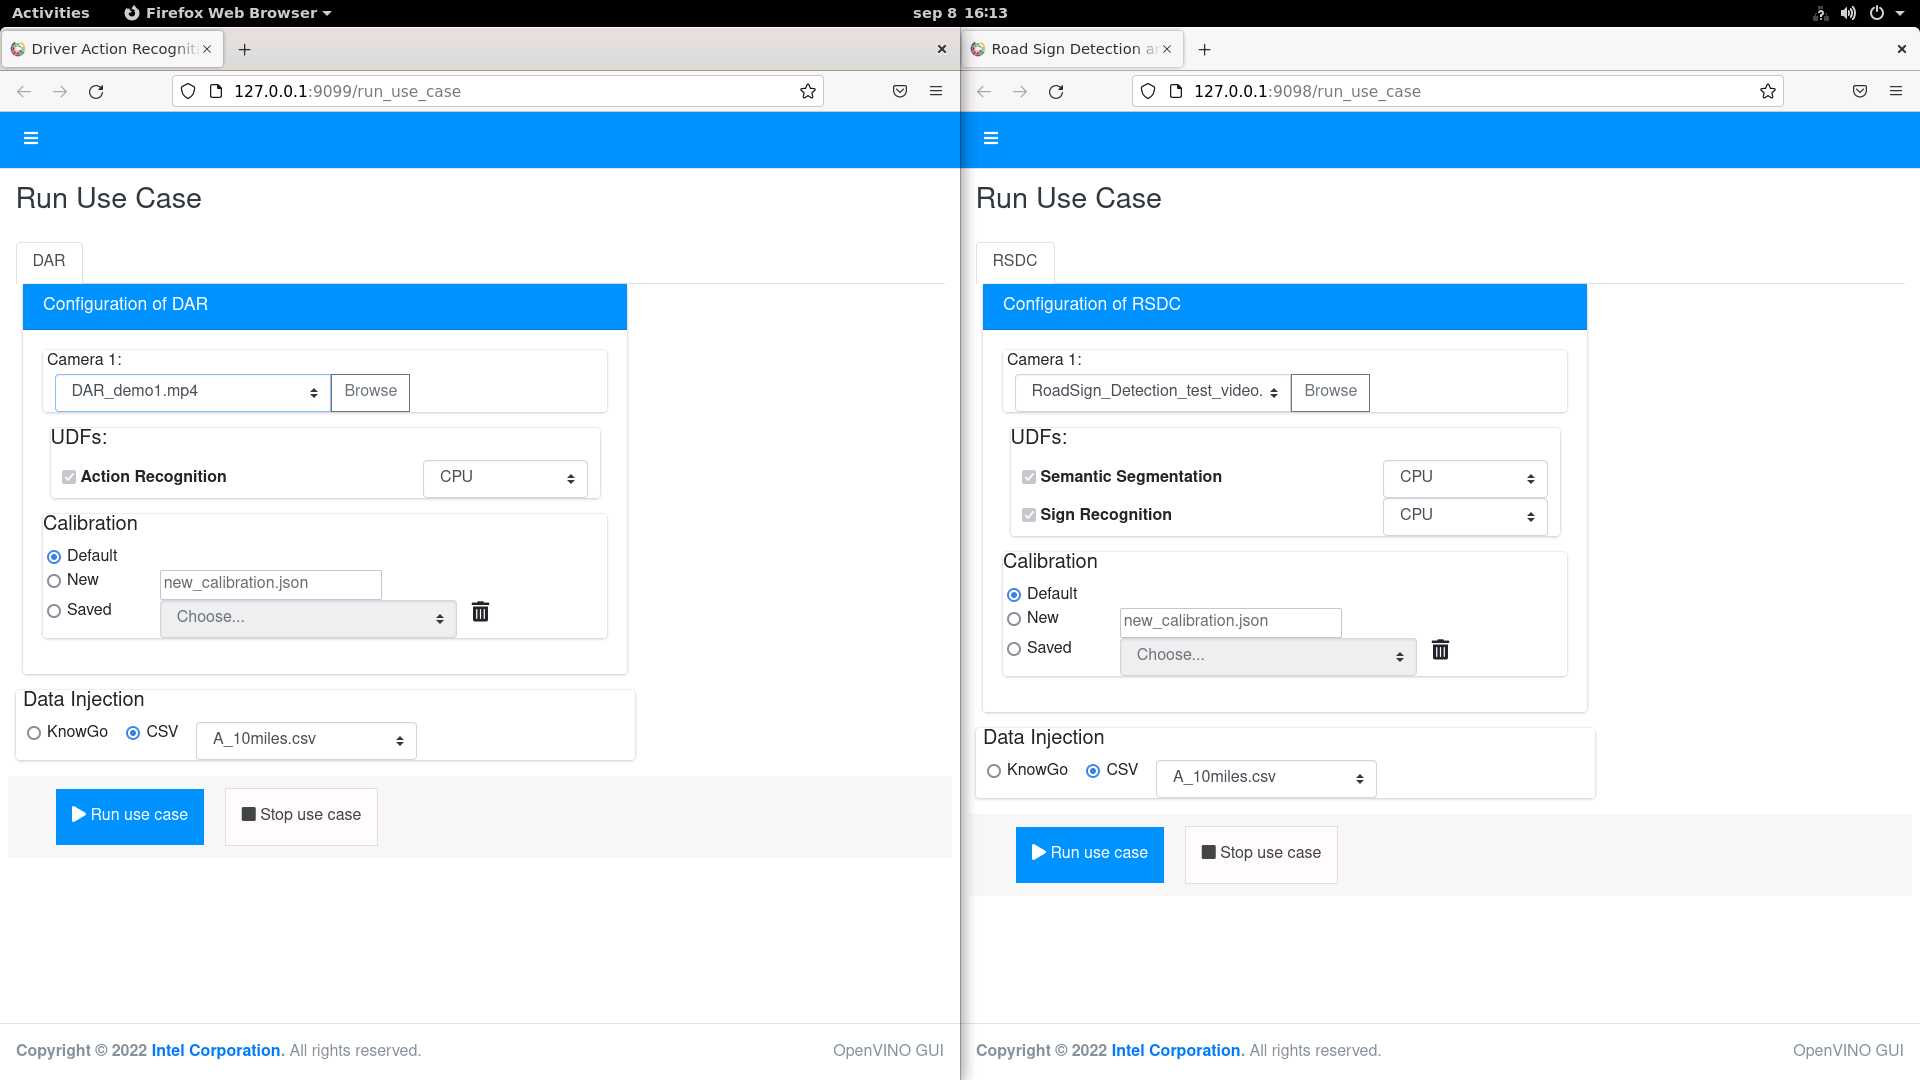 Activities Firefox Web Browser sep 8 16:13
Driver Action Recogniti
127.0.0.1:9099/run_use_case
Run Use Case
DAR
Configuration of DAR
Camera 1:
DAR_demo1.mp4 Browse
UDFs:
Action Recognition CPU
Calibration
Default
New new_calibration.json
Saved Choose...
Data Injection
KnowGo CSV A_10miles.csv
Run use case Stop use case
Copyright © 2022 Intel Corporation. All rights reserved. OpenVINO GUI
Road Sign Detection a
127.0.0.1:9098/run_use_case
Run Use Case
RSDC
Configuration of RSDC
Camera 1:
RoadSign_Detection_test_video. Browse
UDFs:
Semantic Segmentation CPU
Sign Recognition CPU
Calibration
Default
New new_calibration.json
Saved Choose...
Data Injection
KnowGo CSV A_10miles.csv
Run use case Stop use case
Copyright © 2022 Intel Corporation. All rights reserved. OpenVINO GUI